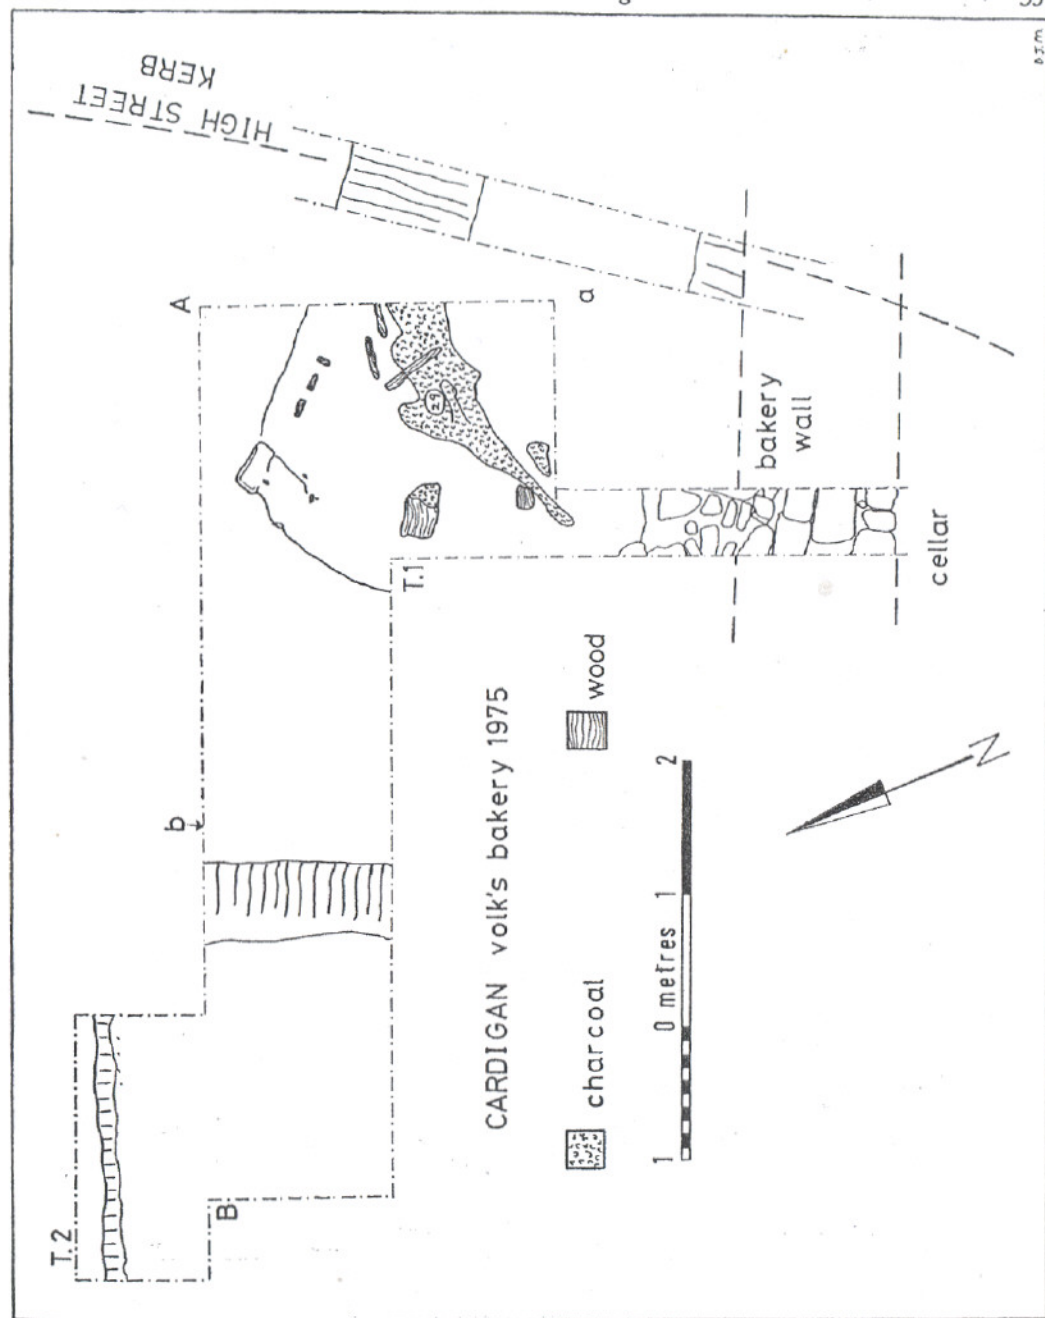 D.J.M.
HIGH STREET
KERB
A
a
b
T.1
T.2
B
29
bakery
wall
cellar
CARDIGAN volk's bakery 1975
charcoal
wood
1 0 metres 1 2
N